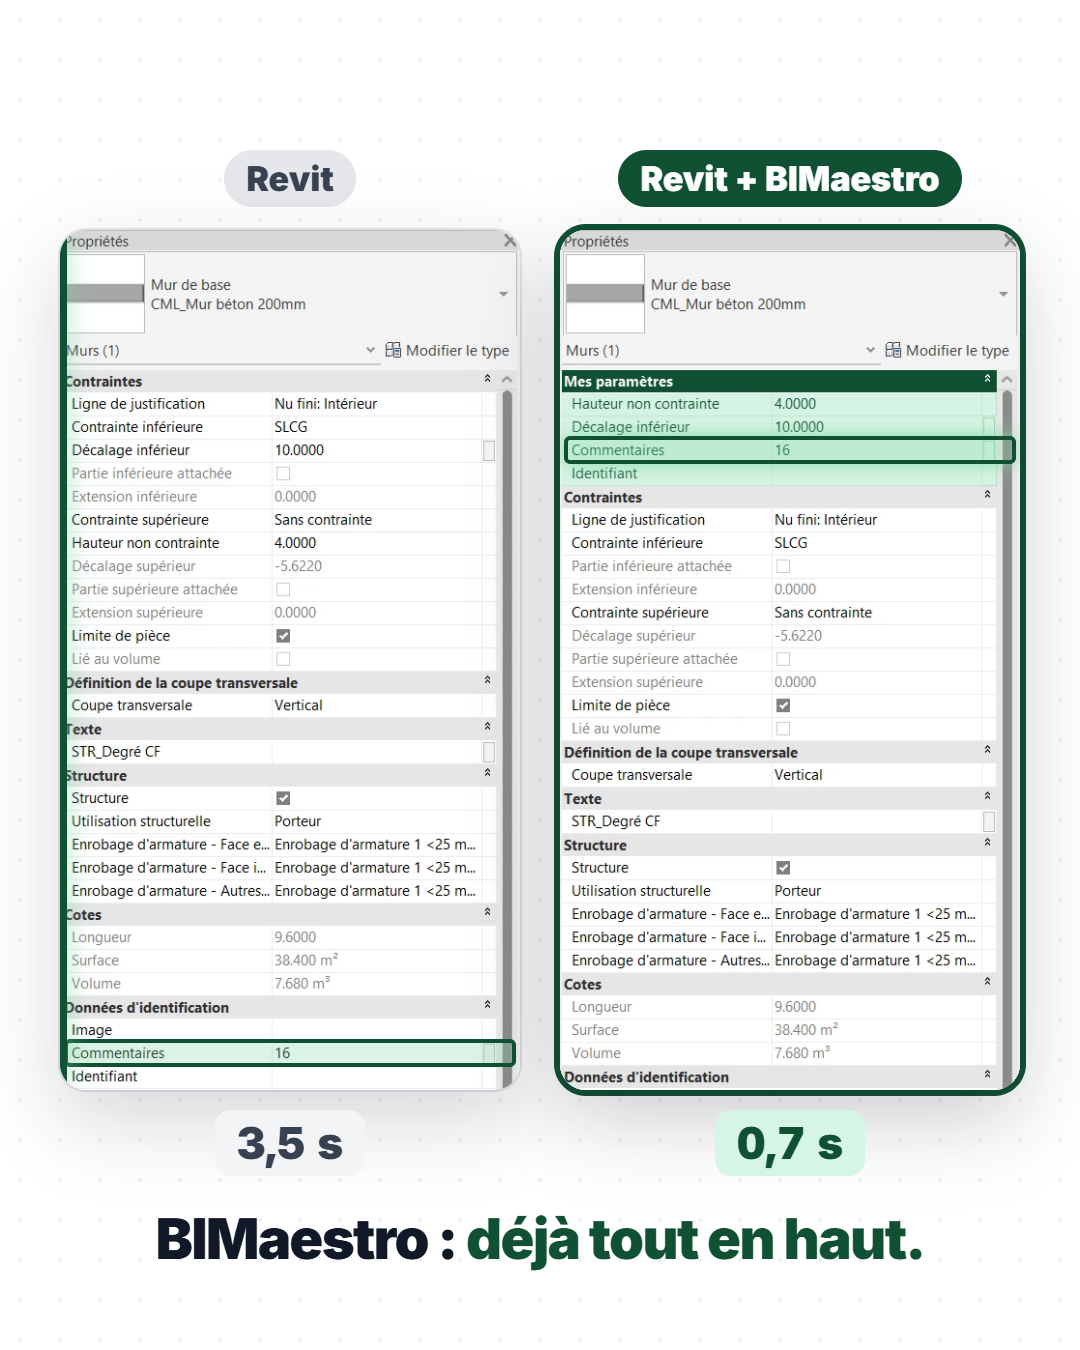 Revit
Propriétés
Mur de base
CML_Mur béton 200mm
Murs (1)
Modifier le type
Contraintes
Ligne de justification Nu fini: Intérieur
Contrainte inférieure SLCG
Décalage inférieur 10.0000
Partie inférieure attachée
Extension inférieure 0.0000
Contrainte supérieure Sans contrainte
Hauteur non contrainte 4.0000
Décalage supérieur -5.6220
Partie supérieure attachée
Extension supérieure 0.0000
Limite de pièce
Lié au volume
Définition de la coupe transversale
Coupe transversale Vertical
Texte
STR_Degré CF
Structure
Structure
Utilisation structurelle Porteur
Enrobage d'armature - Face e... Enrobage d'armature 1 <25 m...
Enrobage d'armature - Face i... Enrobage d'armature 1 <25 m...
Enrobage d'armature - Autres... Enrobage d'armature 1 <25 m...
Cotes
Longueur 9.6000
Surface 38.400 m²
Volume 7.680 m³
Données d'identification
Image
Commentaires 16
Identifiant
3,5 s
Revit + BIMaestro
Propriétés
Mur de base
CML_Mur béton 200mm
Murs (1)
Modifier le type
Mes paramètres
Hauteur non contrainte 4.0000
Décalage inférieur 10.0000
Commentaires 16
Identifiant
Contraintes
Ligne de justification Nu fini: Intérieur
Contrainte inférieure SLCG
Partie inférieure attachée
Extension inférieure 0.0000
Contrainte supérieure Sans contrainte
Décalage supérieur -5.6220
Partie supérieure attachée
Extension supérieure 0.0000
Limite de pièce
Lié au volume
Définition de la coupe transversale
Coupe transversale Vertical
Texte
STR_Degré CF
Structure
Structure
Utilisation structurelle Porteur
Enrobage d'armature - Face e... Enrobage d'armature 1 <25 m...
Enrobage d'armature - Face i... Enrobage d'armature 1 <25 m...
Enrobage d'armature - Autres... Enrobage d'armature 1 <25 m...
Cotes
Longueur 9.6000
Surface 38.400 m²
Volume 7.680 m³
Données d'identification
0,7 s
BIMaestro : déjà tout en haut.